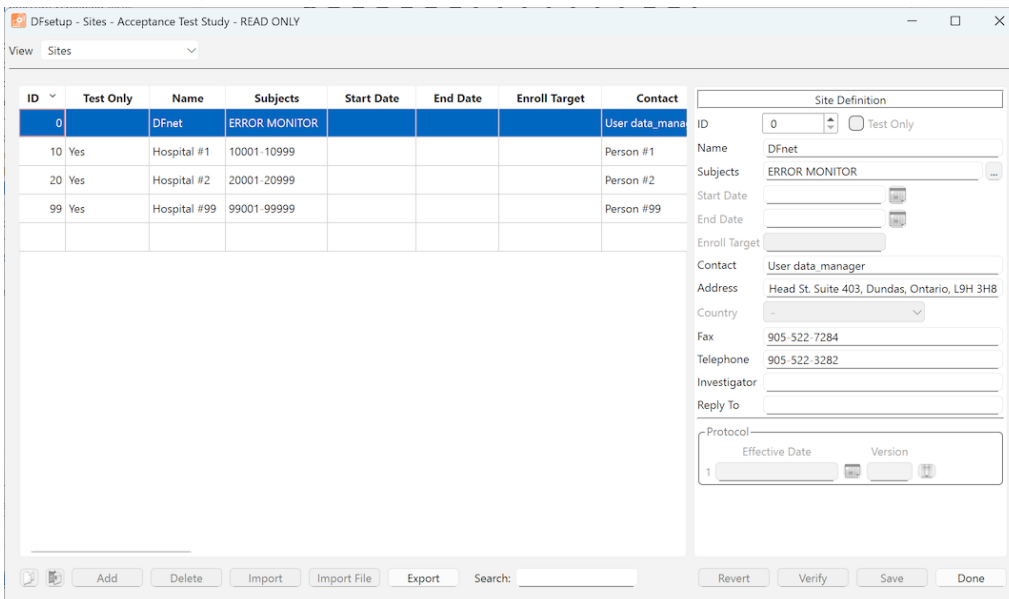 DFsetup - Sites - Acceptance Test Study - READ ONLY
View Sites
ID Test Only Name Subjects Start Date End Date Enroll Target Contact
0 DFnet ERROR MONITOR User data_mana
10 Yes Hospital #1 10001-10999 Person #1
20 Yes Hospital #2 20001-20999 Person #2
99 Yes Hospital #99 99001-99999 Person #99
Site Definition
ID 0 Test Only
Name DFnet
Subjects ERROR MONITOR ...
Start Date
End Date
Enroll Target
Contact User data_manager
Address Head St. Suite 403, Dundas, Ontario, L9H 3H8
Country -
Fax 905-522-7284
Telephone 905-522-3282
Investigator
Reply To
Protocol
Effective Date Version
1
Add Delete Import Import File Export Search: Revert Verify Save Done